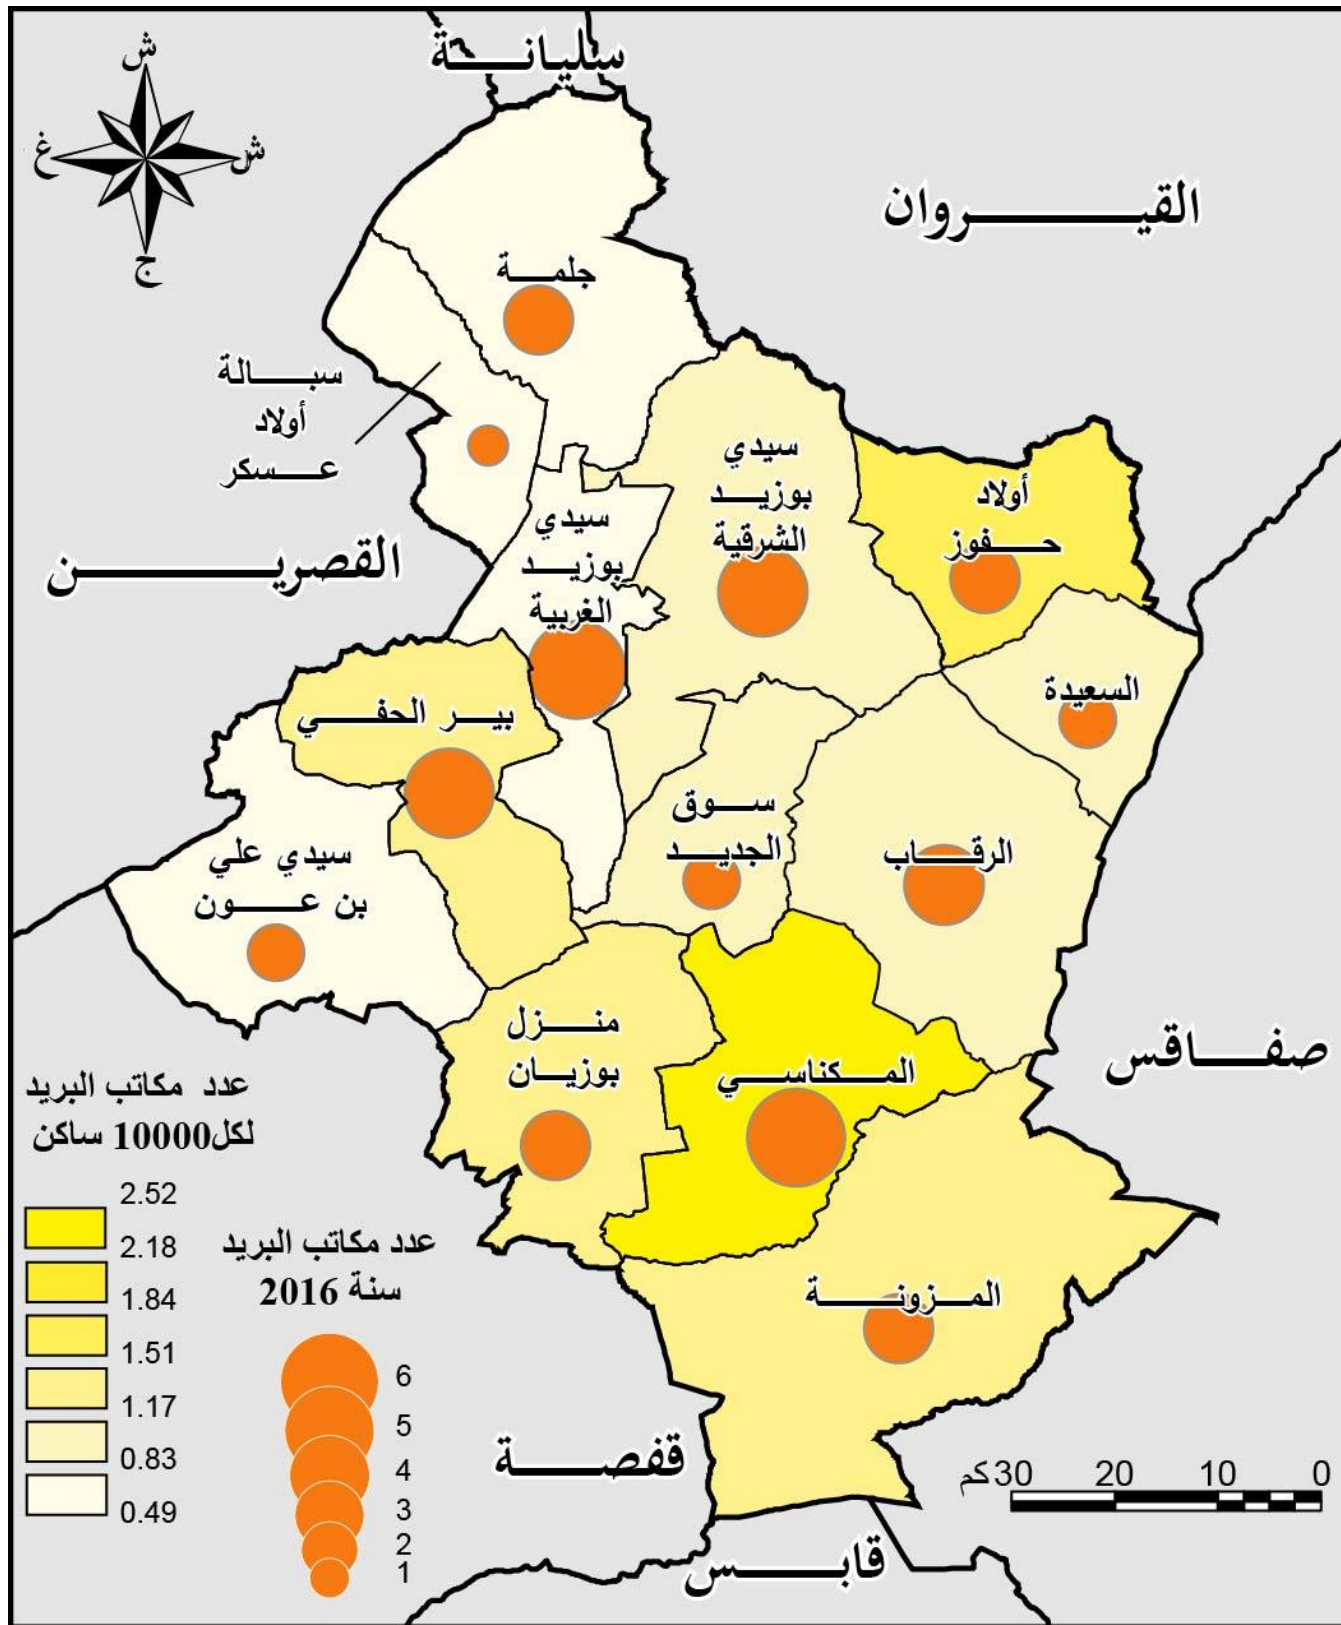 سليانة
ش
غ
ش
ج
القيروان
جلمة
سبالة
أولاد
عسكر
سيدي
بوزيد
الشرقية
أولاد
حفوز
سيدي
بوزيد
الغربية
القصرين
السعيدة
بير الحفي
سوق
الجديد
الرقاب
سيدي علي
بن عون
منزل
بوزيان
المكناسي
صفاقس
المزونة
قفصة
قابس
عدد مكاتب البريد
لكل10000 ساكن
2.52
2.18
1.84
1.51
1.17
0.83
0.49
عدد مكاتب البريد
سنة 2016
6
5
4
3
2
1
كم 30 20 10 0